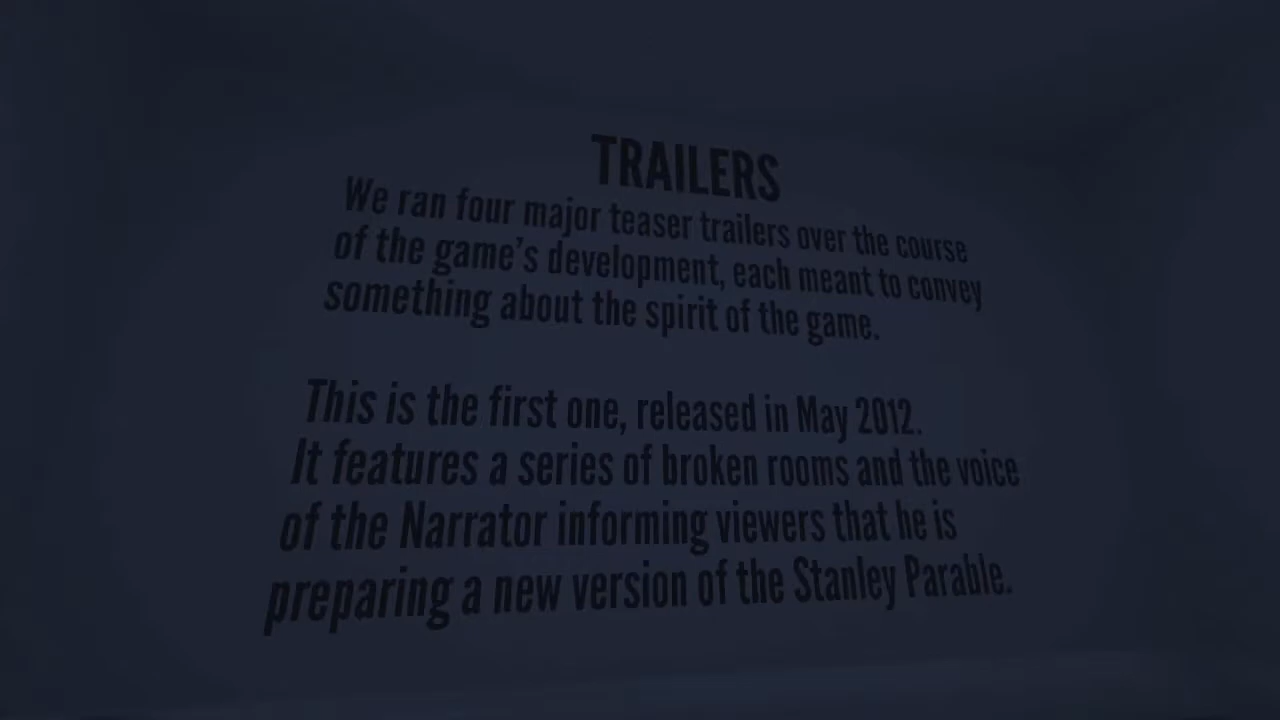 TRAILERS
We ran four major teaser trailers over the course
of the game's development, each meant to convey
something about the spirit of the game.
This is the first one, released in May 2012.
It features a series of broken rooms and the voice
of the Narrator informing viewers that he is
preparing a new version of the Stanley Parable.